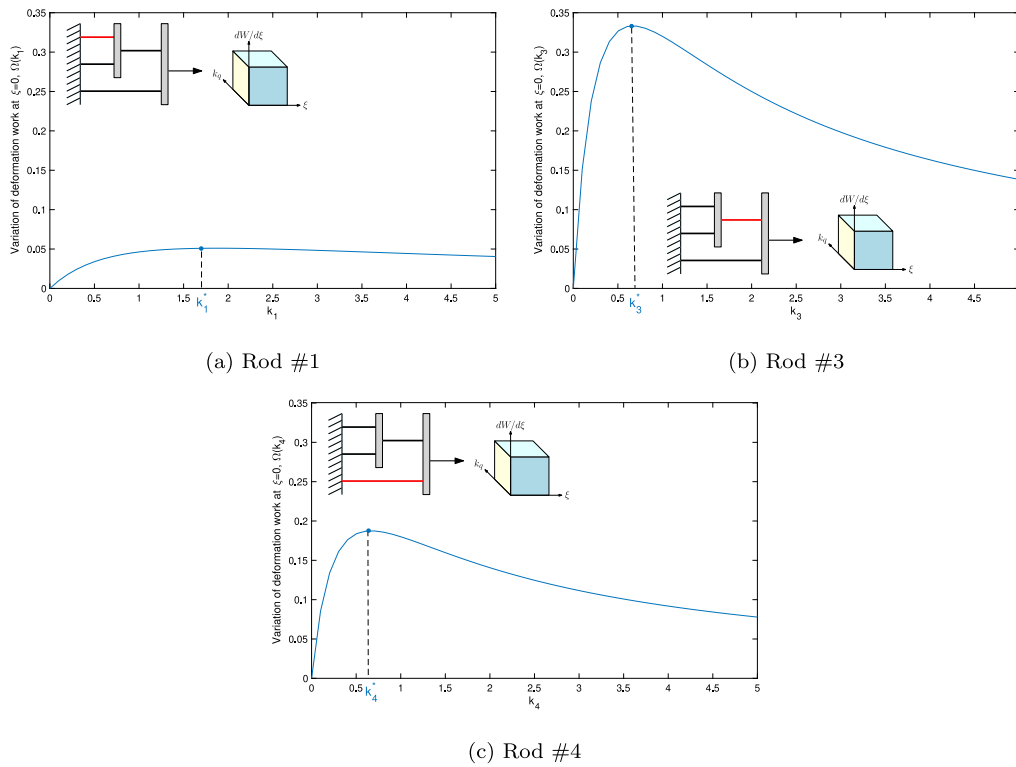 Variation of deformation work at ξ=0, Ω(k₁)
0.35
0.3
0.25
0.2
0.15
0.1
0.05
0
dW/dξ
k_q
ξ
0 0.5 1 1.5 2 2.5 3 3.5 4 4.5 5
k₁*
k₁
(a) Rod #1
Variation of deformation work at ξ=0, Ω(k₃)
0.35
0.3
0.25
0.2
0.15
0.1
0.05
0
dW/dξ
k_q
ξ
0 0.5 1 1.5 2 2.5 3 3.5 4 4.5
k₃*
k₃
(b) Rod #3
Variation of deformation work at ξ=0, Ω(k₄)
0.35
0.3
0.25
0.2
0.15
0.1
0.05
0
dW/dξ
k_q
ξ
0 0.5 1 1.5 2 2.5 3 3.5 4 4.5 5
k₄*
k₄
(c) Rod #4